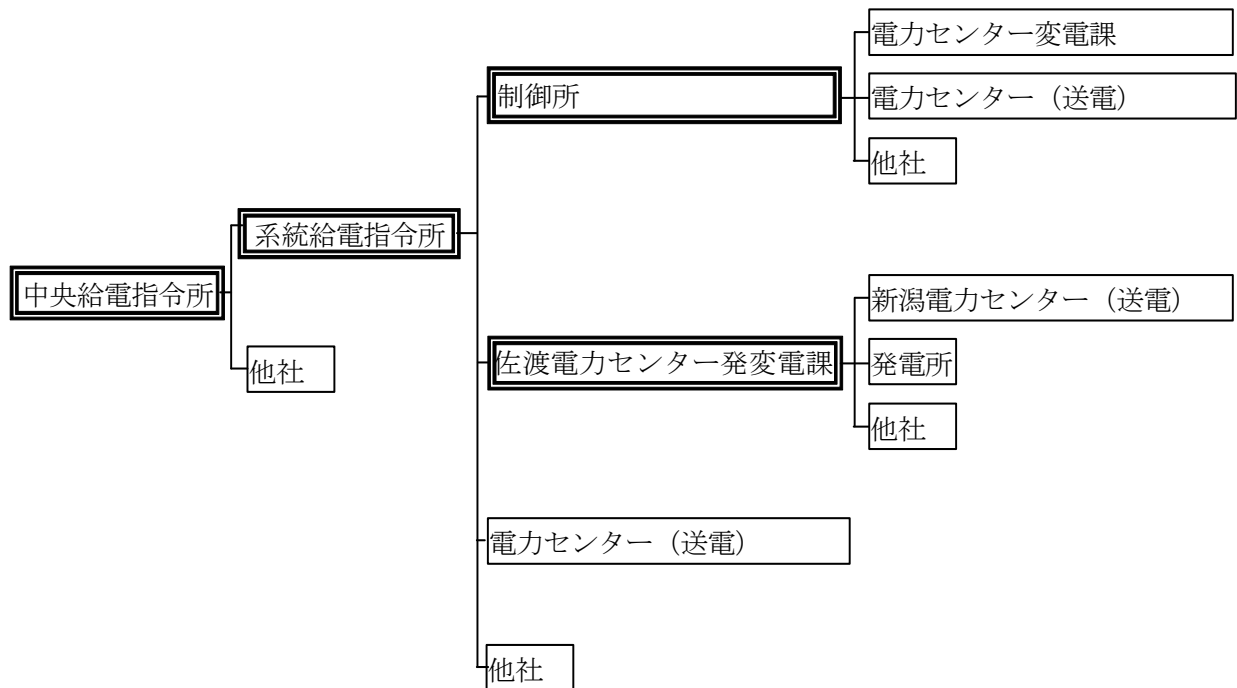 電力センター変電課
制御所
電力センター（送電）
他社
系統給電指令所
中央給電指令所
新潟電力センター（送電）
他社
佐渡電力センター発変電課
発電所
他社
電力センター（送電）
他社